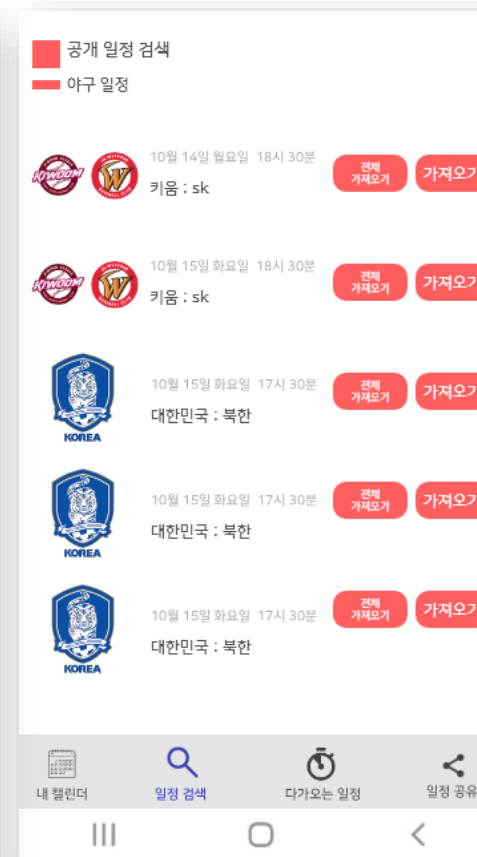 공개 일정 검색
야구 일정
10월 14일 월요일 18시 30분
키움 : sk
전체
가져오기
가져오기
KIWOOM
W
10월 15일 화요일 18시 30분
키움 : sk
전체
가져오기
가져오기
KIWOOM
W
10월 15일 화요일 17시 30분
대한민국 : 북한
전체
가져오기
가져오기
KOREA
10월 15일 화요일 17시 30분
대한민국 : 북한
전체
가져오기
가져오기
KOREA
10월 15일 화요일 17시 30분
대한민국 : 북한
전체
가져오기
가져오기
KOREA
내 캘린더
일정 검색
다가오는 일정
일정 공유